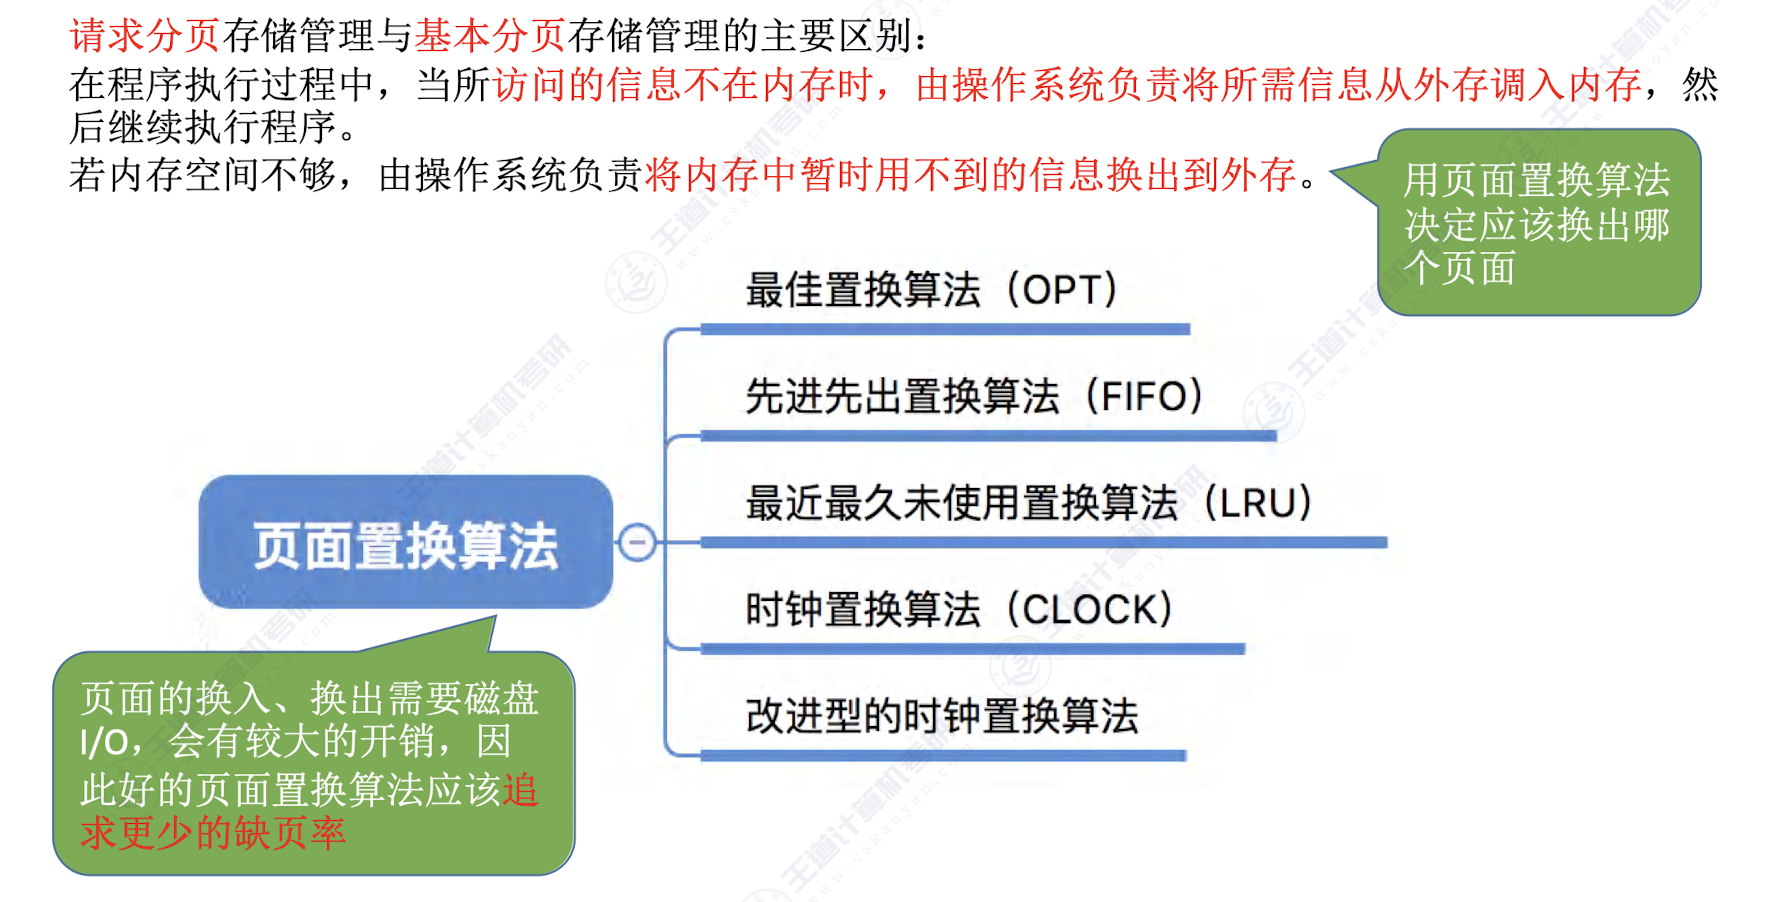 请求分页存储管理与基本分页存储管理的主要区别：
在程序执行过程中，当所访问的信息不在内存时，由操作系统负责将所需信息从外存调入内存，然
后继续执行程序。
若内存空间不够，由操作系统负责将内存中暂时用不到的信息换出到外存。
用页面置换算法
决定应该换出哪
个页面
最佳置换算法（OPT）
先进先出置换算法（FIFO）
最近最久未使用置换算法（LRU）
页面置换算法
时钟置换算法（CLOCK）
改进型的时钟置换算法
页面的换入、换出需要磁盘
I/O，会有较大的开销，因
此好的页面置换算法应该追
求更少的缺页率
王道计算机考研
www.cskaoyan.com